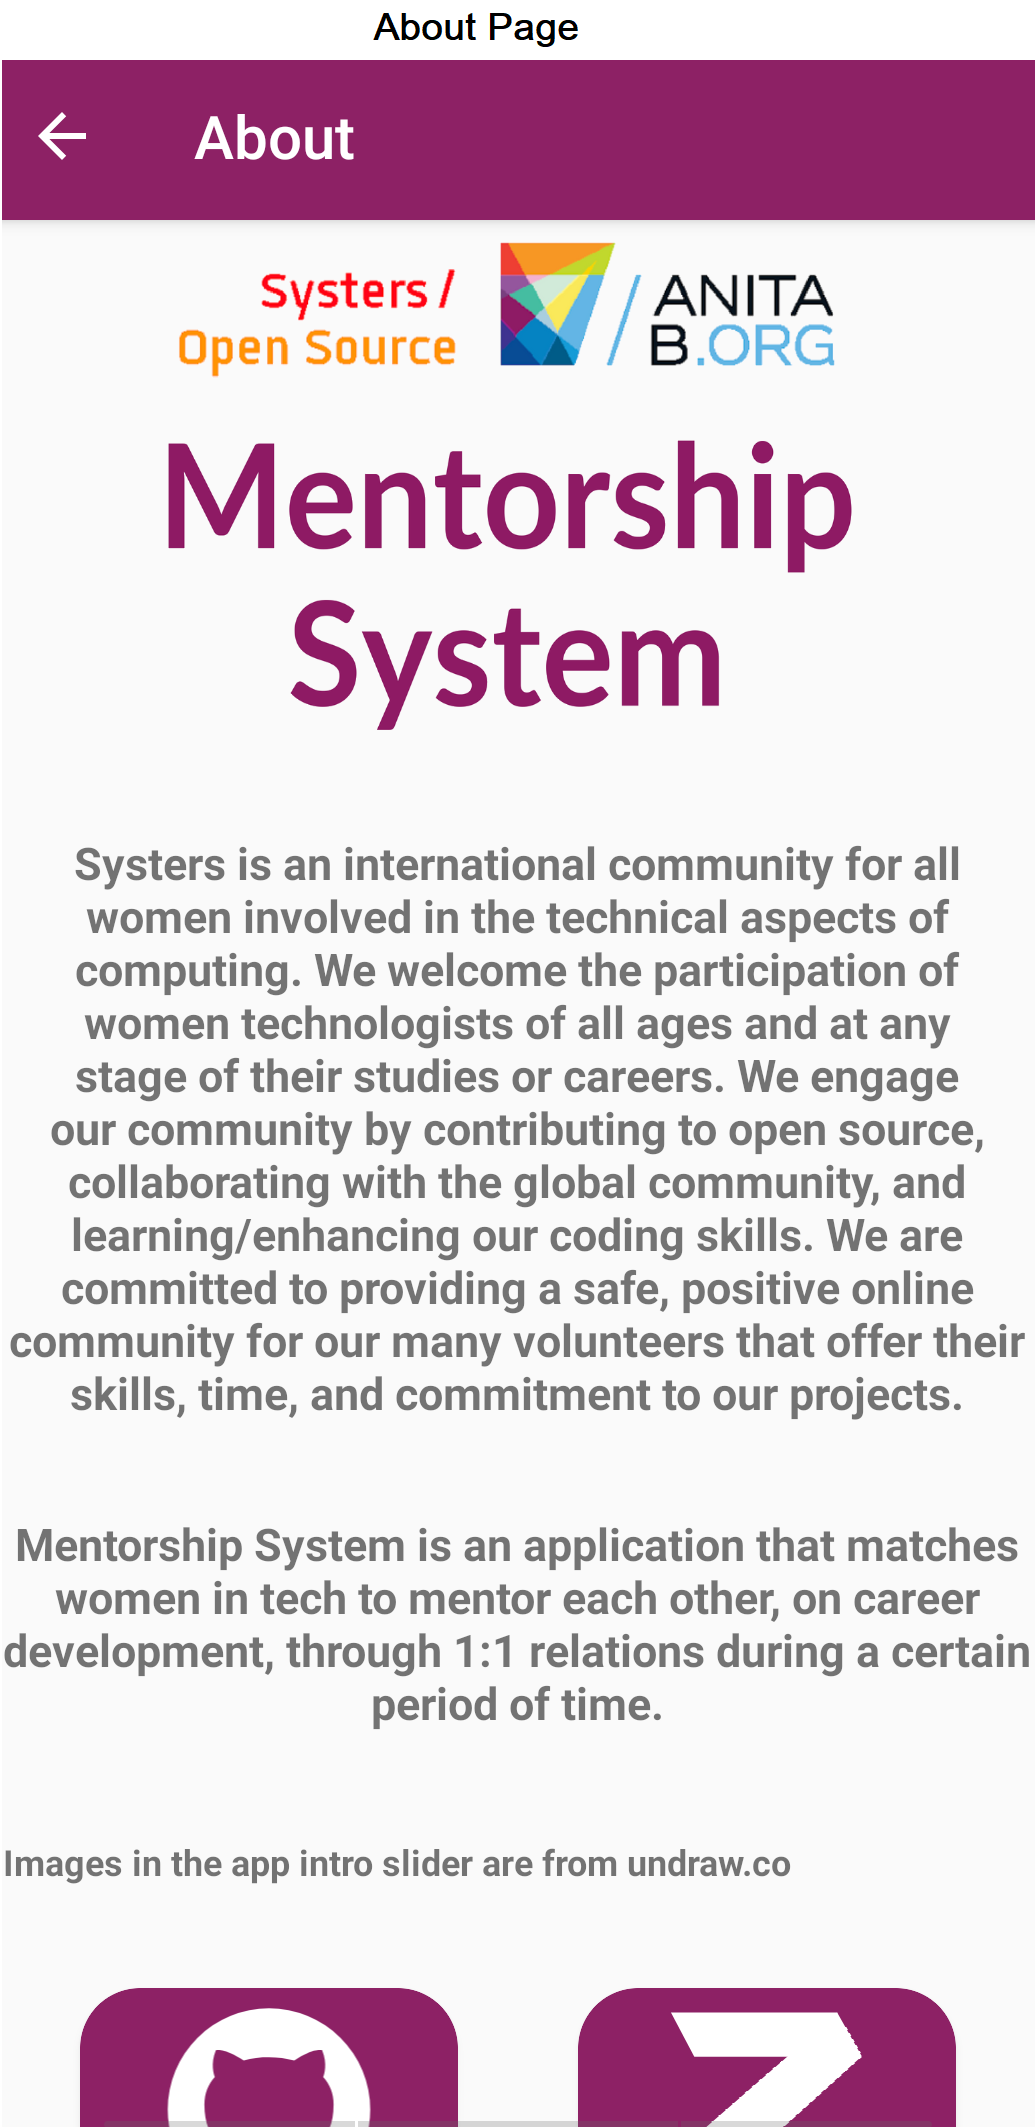 About Page
About
Systers /
Open Source
ANITA
B.ORG
Mentorship
System
Systers is an international community for all
women involved in the technical aspects of
computing. We welcome the participation of
women technologists of all ages and at any
stage of their studies or careers. We engage
our community by contributing to open source,
collaborating with the global community, and
learning/enhancing our coding skills. We are
committed to providing a safe, positive online
community for our many volunteers that offer their
skills, time, and commitment to our projects.
Mentorship System is an application that matches
women in tech to mentor each other, on career
development, through 1:1 relations during a certain
period of time.
Images in the app intro slider are from undraw.co